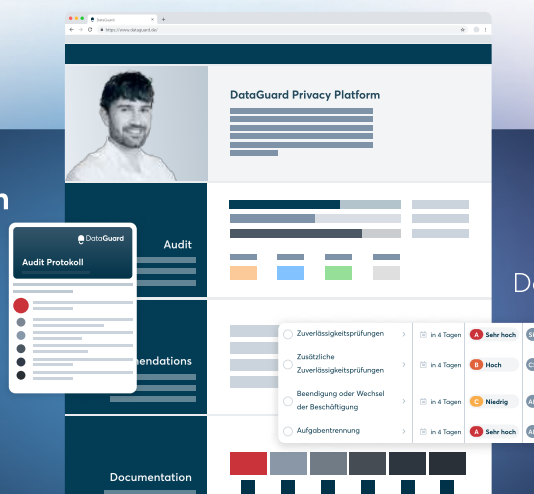 DataGuard
https://www.dataguard.de/
DataGuard Privacy Platform
Audit
DataGuard
Audit Protokoll
Zuverlässigkeitsprüfungen
in 4 Tagen
A Sehr hoch
Zusätzliche
Zuverlässigkeitsprüfungen
in 4 Tagen
B Hoch
Beendigung oder Wechsel
der Beschäftigung
in 4 Tagen
C Niedrig
Aufgabentrennung
in 4 Tagen
A Sehr hoch
Documentation